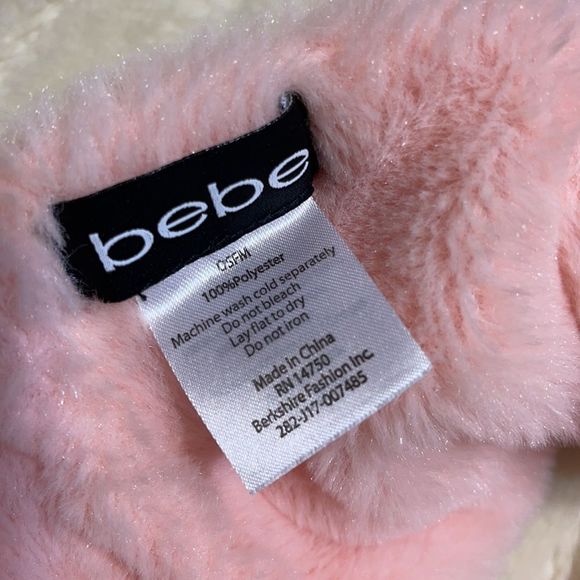 bebe
OSFM
100%Polyester
Machine wash cold separately
Do not bleach
Lay flat to dry
Do not iron
Made in China
RN 14750
Berkshire Fashion Inc.
282-J17-007485